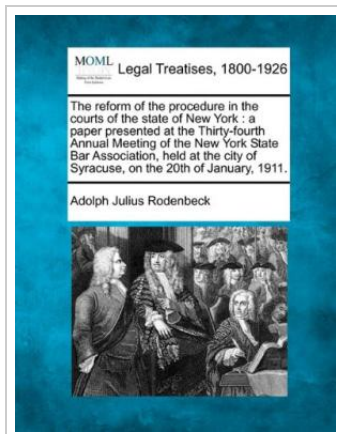 MOML
Legal Treatises, 1800-1926
The reform of the procedure in the
courts of the state of New York : a
paper presented at the Thirty-fourth
Annual Meeting of the New York State
Bar Association, held at the city of
Syracuse, on the 20th of January, 1911.
Adolph Julius Rodenbeck